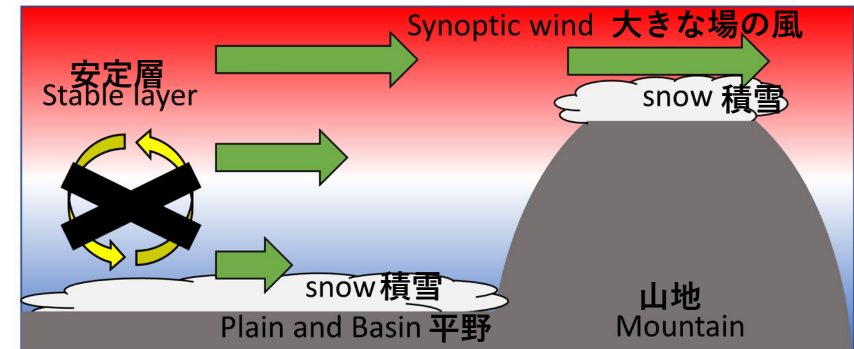 Synoptic wind 大きな場の風
安定層
Stable layer
snow 積雪
snow 積雪
Plain and Basin 平野
山地
Mountain